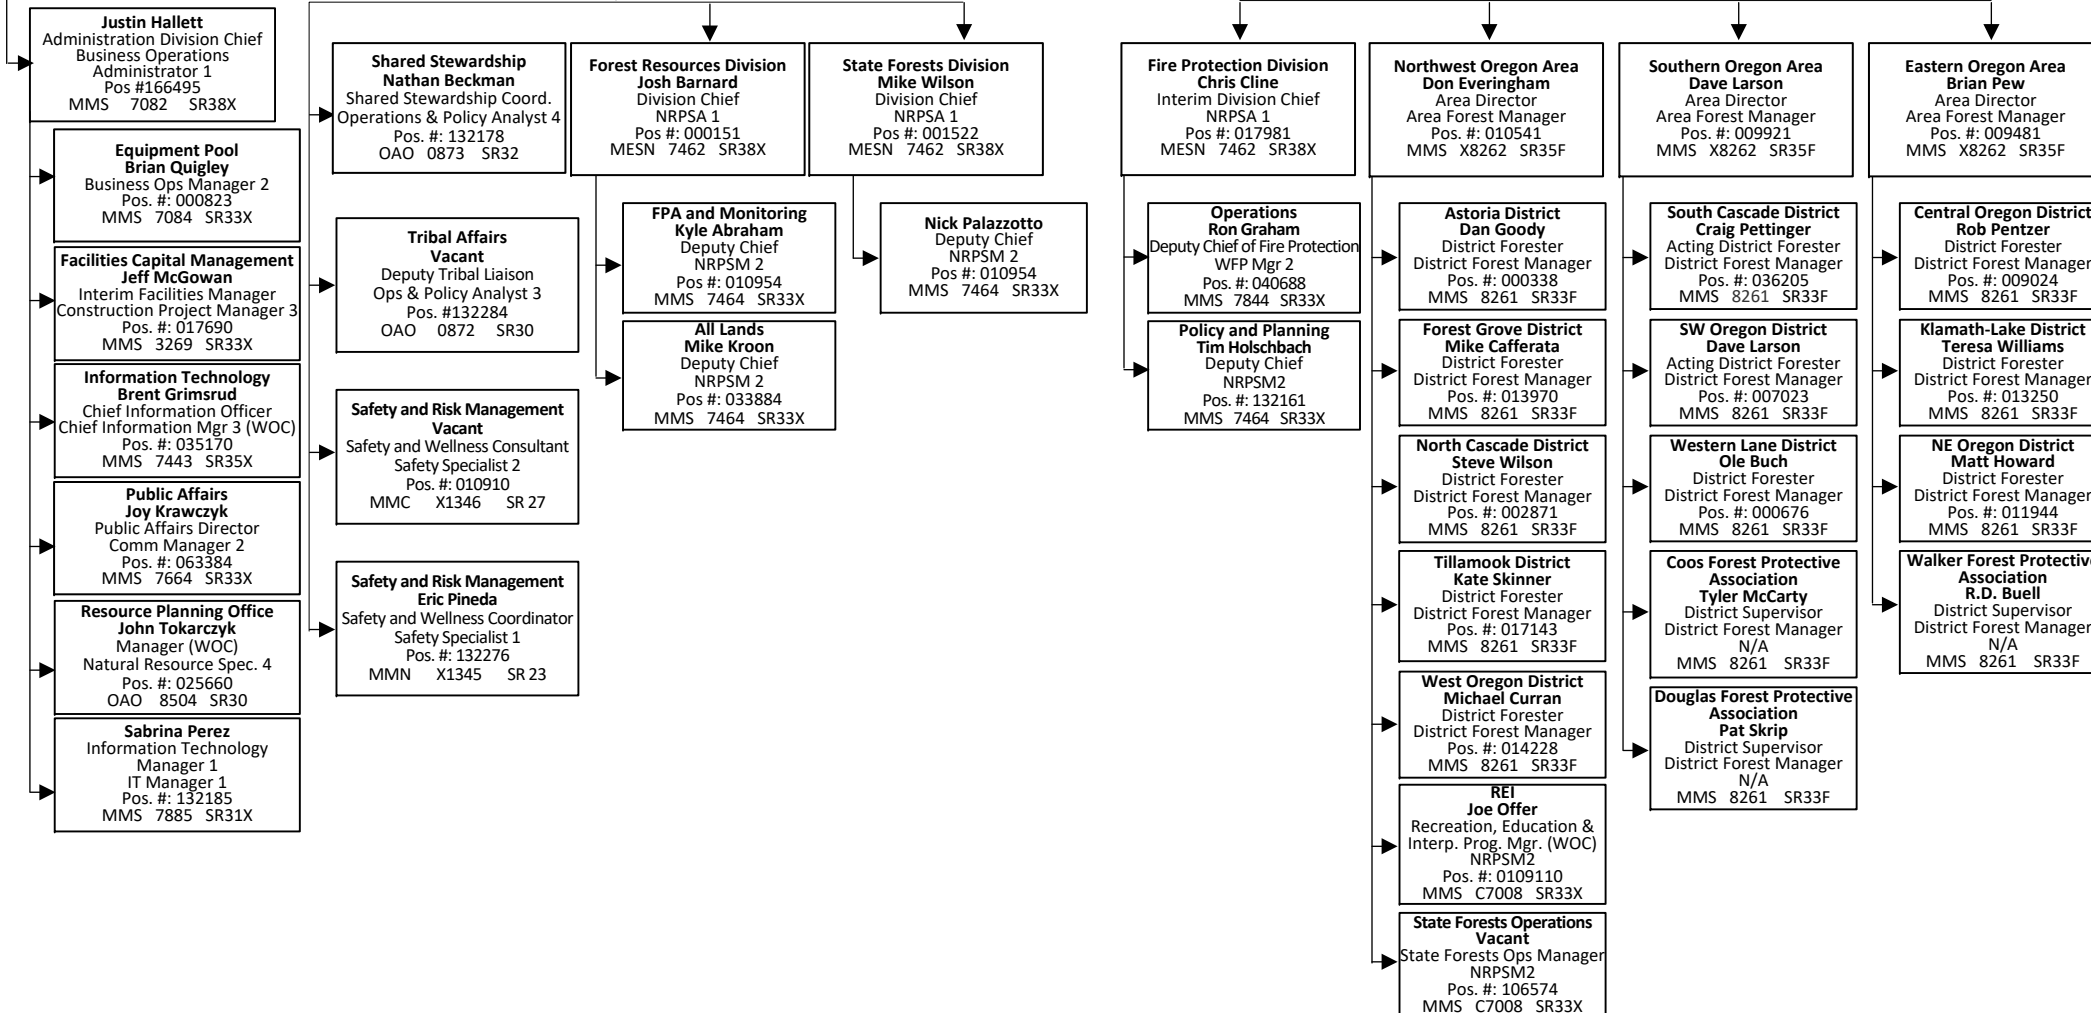 Justin Hallett
Administration Division Chief
Business Operations
Administrator 1
Pos #166495
MMS 7082 SR38X
Equipment Pool
Brian Quigley
Business Ops Manager 2
Pos. #: 000823
MMS 7084 SR33X
Facilities Capital Management
Jeff McGowan
Interim Facilities Manager
Construction Project Manager 3
Pos. #: 017690
MMS 3269 SR33X
Information Technology
Brent Grimsrud
Chief Information Officer
Chief Information Mgr 3 (WOC)
Pos. #: 035170
MMS 7443 SR35X
Public Affairs
Joy Krawczyk
Public Affairs Director
Comm Manager 2
Pos. #: 063384
MMS 7664 SR33X
Resource Planning Office
John Tokarczyk
Manager (WOC)
Natural Resource Spec. 4
Pos. #: 025660
OAO 8504 SR30
Sabrina Perez
Information Technology
Manager 1
IT Manager 1
Pos. #: 132185
MMS 7885 SR31X
Shared Stewardship
Nathan Beckman
Shared Stewardship Coord.
Operations & Policy Analyst 4
Pos. #: 132178
OAO 0873 SR32
Tribal Affairs
Vacant
Deputy Tribal Liaison
Ops & Policy Analyst 3
Pos. #132284
OAO 0872 SR30
Safety and Risk Management
Vacant
Safety and Wellness Consultant
Safety Specialist 2
Pos. #: 010910
MMC X1346 SR 27
Safety and Risk Management
Eric Pineda
Safety and Wellness Coordinator
Safety Specialist 1
Pos. #: 132276
MMN X1345 SR 23
Forest Resources Division
Josh Barnard
Division Chief
NRPSA 1
Pos #: 000151
MESN 7462 SR38X
FPA and Monitoring
Kyle Abraham
Deputy Chief
NRPSM 2
Pos #: 010954
MMS 7464 SR33X
All Lands
Mike Kroon
Deputy Chief
NRPSM 2
Pos #: 033884
MMS 7464 SR33X
State Forests Division
Mike Wilson
Division Chief
NRPSA 1
Pos #: 001522
MESN 7462 SR38X
Nick Palazzotto
Deputy Chief
NRPSM 2
Pos #: 010954
MMS 7464 SR33X
Fire Protection Division
Chris Cline
Interim Division Chief
NRPSA 1
Pos #: 017981
MESN 7462 SR38X
Operations
Ron Graham
Deputy Chief of Fire Protection
WFP Mgr 2
Pos. #: 040688
MMS 7844 SR33X
Policy and Planning
Tim Holschbach
Deputy Chief
NRPSM2
Pos. #: 132161
MMS 7464 SR33X
Northwest Oregon Area
Don Everingham
Area Director
Area Forest Manager
Pos. #: 010541
MMS X8262 SR35F
Astoria District
Dan Goody
District Forester
District Forest Manager
Pos. #: 000338
MMS 8261 SR33F
Forest Grove District
Mike Cafferata
District Forester
District Forest Manager
Pos. #: 013970
MMS 8261 SR33F
North Cascade District
Steve Wilson
District Forester
District Forest Manager
Pos. #: 002871
MMS 8261 SR33F
Tillamook District
Kate Skinner
District Forester
District Forest Manager
Pos. #: 017143
MMS 8261 SR33F
West Oregon District
Michael Curran
District Forester
District Forest Manager
Pos. #: 014228
MMS 8261 SR33F
REI
Joe Offer
Recreation, Education &
Interp. Prog. Mgr. (WOC)
NRPSM2
Pos. #: 0109110
MMS C7008 SR33X
State Forests Operations
Vacant
State Forests Ops Manager
NRPSM2
Pos. #: 106574
MMS C7008 SR33X
Southern Oregon Area
Dave Larson
Area Director
Area Forest Manager
Pos. #: 009921
MMS X8262 SR35F
South Cascade District
Craig Pettinger
Acting District Forester
District Forest Manager
Pos. #: 036205
MMS 8261 SR33F
SW Oregon District
Dave Larson
Acting District Forester
District Forest Manager
Pos. #: 007023
MMS 8261 SR33F
Western Lane District
Ole Buch
District Forester
District Forest Manager
Pos. #: 000676
MMS 8261 SR33F
Coos Forest Protective
Association
Tyler McCarty
District Supervisor
District Forest Manager
N/A
MMS 8261 SR33F
Douglas Forest Protective
Association
Pat Skrip
District Supervisor
District Forest Manager
N/A
MMS 8261 SR33F
Eastern Oregon Area
Brian Pew
Area Director
Area Forest Manager
Pos. #: 009481
MMS X8262 SR35F
Central Oregon District
Rob Pentzer
District Forester
District Forest Manager
Pos. #: 009024
MMS 8261 SR33F
Klamath-Lake District
Teresa Williams
District Forester
District Forest Manager
Pos. #: 013250
MMS 8261 SR33F
NE Oregon District
Matt Howard
District Forester
District Forest Manager
Pos. #: 011944
MMS 8261 SR33F
Walker Forest Protective
Association
R.D. Buell
District Supervisor
District Forest Manager
N/A
MMS 8261 SR33F